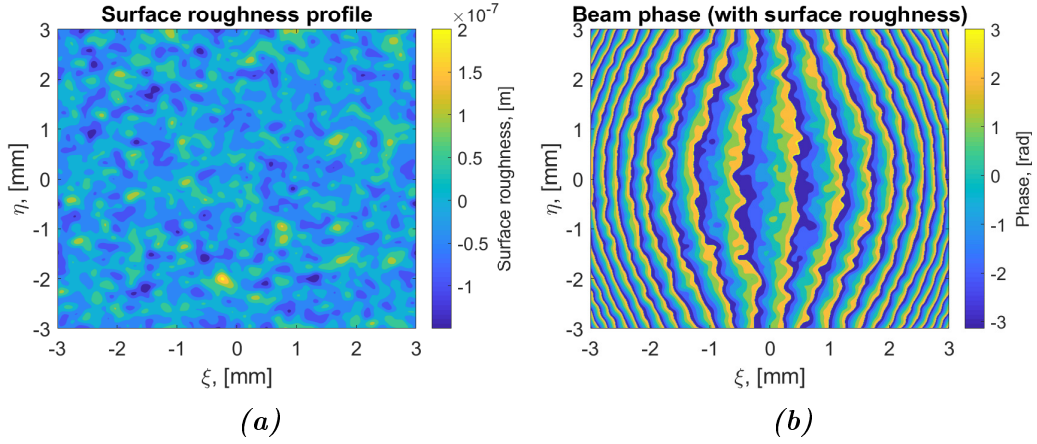 Surface roughness profile
×10⁻⁷
3
2
1
0
-1
-2
-3
-3 -2 -1 0 1 2 3
η, [mm]
ξ, [mm]
2
1.5
1
0.5
0
-0.5
-1
Surface roughness, [m]
(a)
Beam phase (with surface roughness)
3
2
1
0
-1
-2
-3
-3 -2 -1 0 1 2 3
η, [mm]
ξ, [mm]
3
2
1
0
-1
-2
-3
Phase, [rad]
(b)